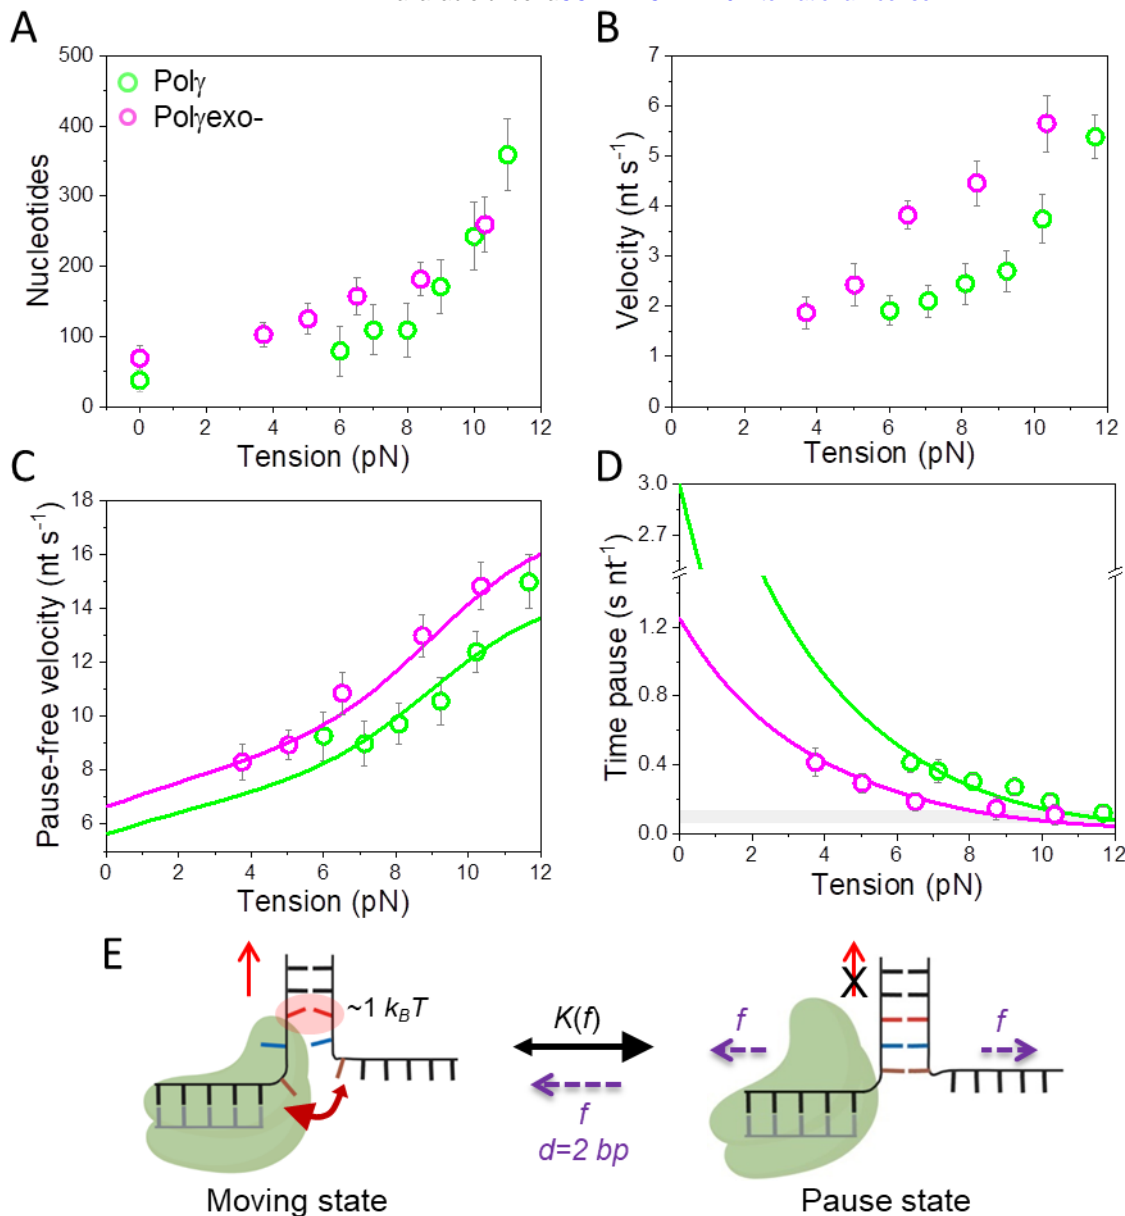 A
500
400
300
200
100
0
Nucleotides
Polγ
Polγexo-
0 2 4 6 8 10 12
Tension (pN)
B
7
6
5
4
3
2
1
0
Velocity (nt s⁻¹)
0 2 4 6 8 10 12
Tension (pN)
C
18
16
14
12
10
8
6
Pause-free velocity (nt s⁻¹)
0 2 4 6 8 10 12
Tension (pN)
D
3.0
2.7
1.2
0.8
0.4
0.0
Time pause (s nt⁻¹)
0 2 4 6 8 10 12
Tension (pN)
E
~1 k_BT
K(f)
f
d=2 bp
X
f
f
Moving state
Pause state